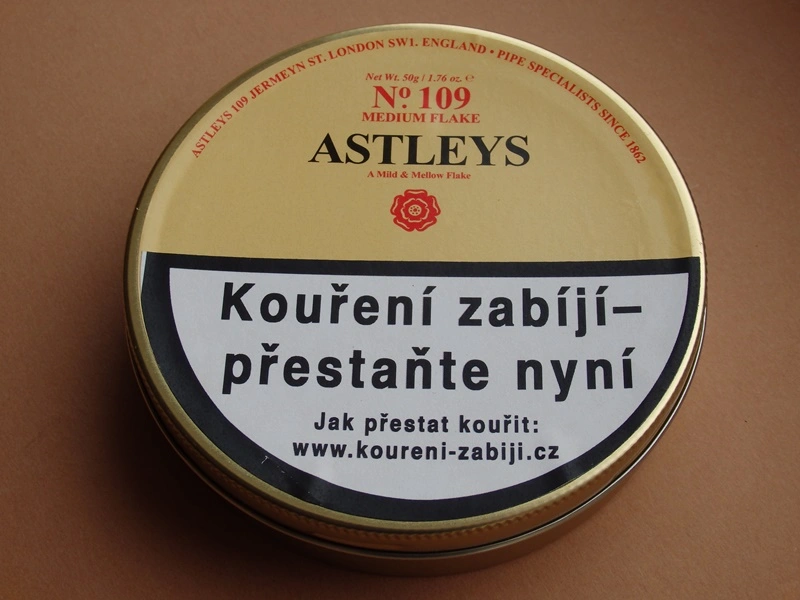 ASTLEYS 109 JERMEYN ST. LONDON SW1. ENGLAND • PIPE SPECIALISTS SINCE 1862
Net Wt. 50g / 1.76 oz. ℮
Nº. 109
MEDIUM FLAKE
ASTLEYS
A Mild & Mellow Flake
Kouření zabíjí–
přestaňte nyní
Jak přestat kouřit:
www.koureni-zabiji.cz